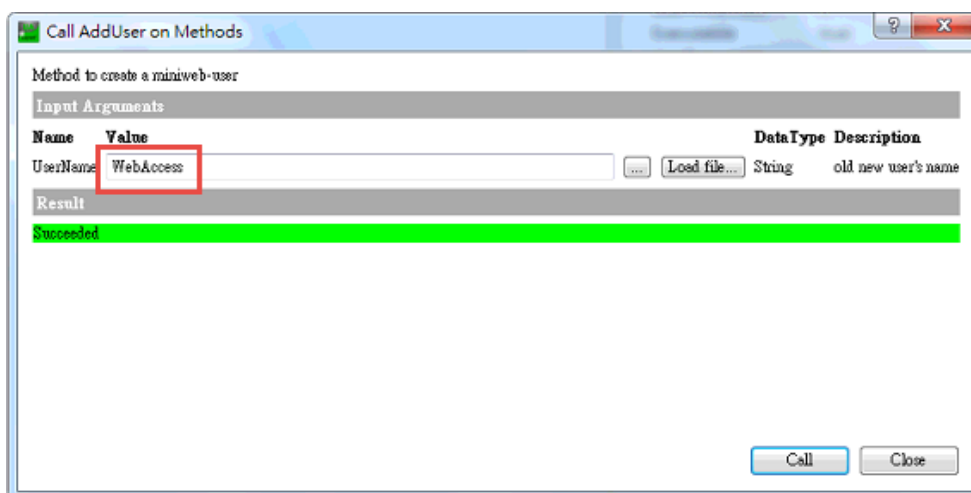 Call AddUser on Methods
Method to create a miniweb-user
Input Arguments
Name Value DataType Description
UserName WebAccess ... Load file... String old new user's name
Result
Succeeded
Call Close